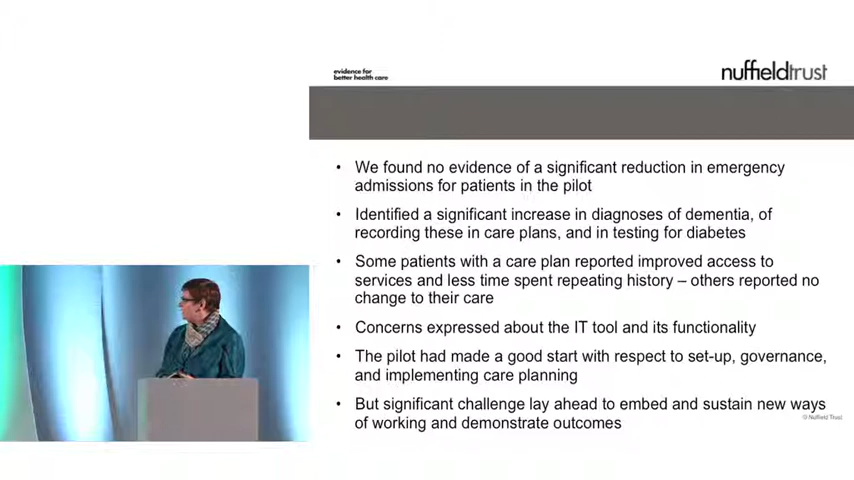 evidence for
better health care
nuffieldtrust
• We found no evidence of a significant reduction in emergency
admissions for patients in the pilot
• Identified a significant increase in diagnoses of dementia, of
recording these in care plans, and in testing for diabetes
• Some patients with a care plan reported improved access to
services and less time spent repeating history – others reported no
change to their care
• Concerns expressed about the IT tool and its functionality
• The pilot had made a good start with respect to set-up, governance,
and implementing care planning
• But significant challenge lay ahead to embed and sustain new ways
of working and demonstrate outcomes
© Nuffield Trust